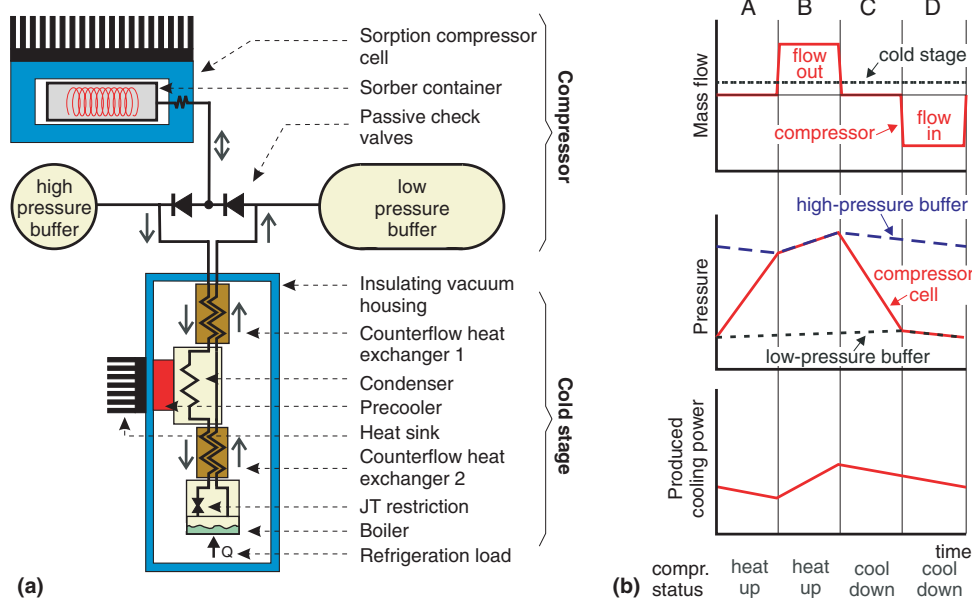 Sorption compressor
cell
Sorber container
Passive check
valves
Compressor
high
pressure
buffer
low
pressure
buffer
Insulating vacuum
housing
Counterflow heat
exchanger 1
Condenser
Precooler
Heat sink
Counterflow heat
exchanger 2
JT restriction
Boiler
Refrigeration load
Q
Cold stage
(a)
A B C D
Mass flow
flow
out
cold stage
compressor
flow
in
Pressure
high-pressure buffer
compressor
cell
low-pressure buffer
Produced
cooling power
time
compr.
status
heat
up
heat
up
cool
down
cool
down
(b)